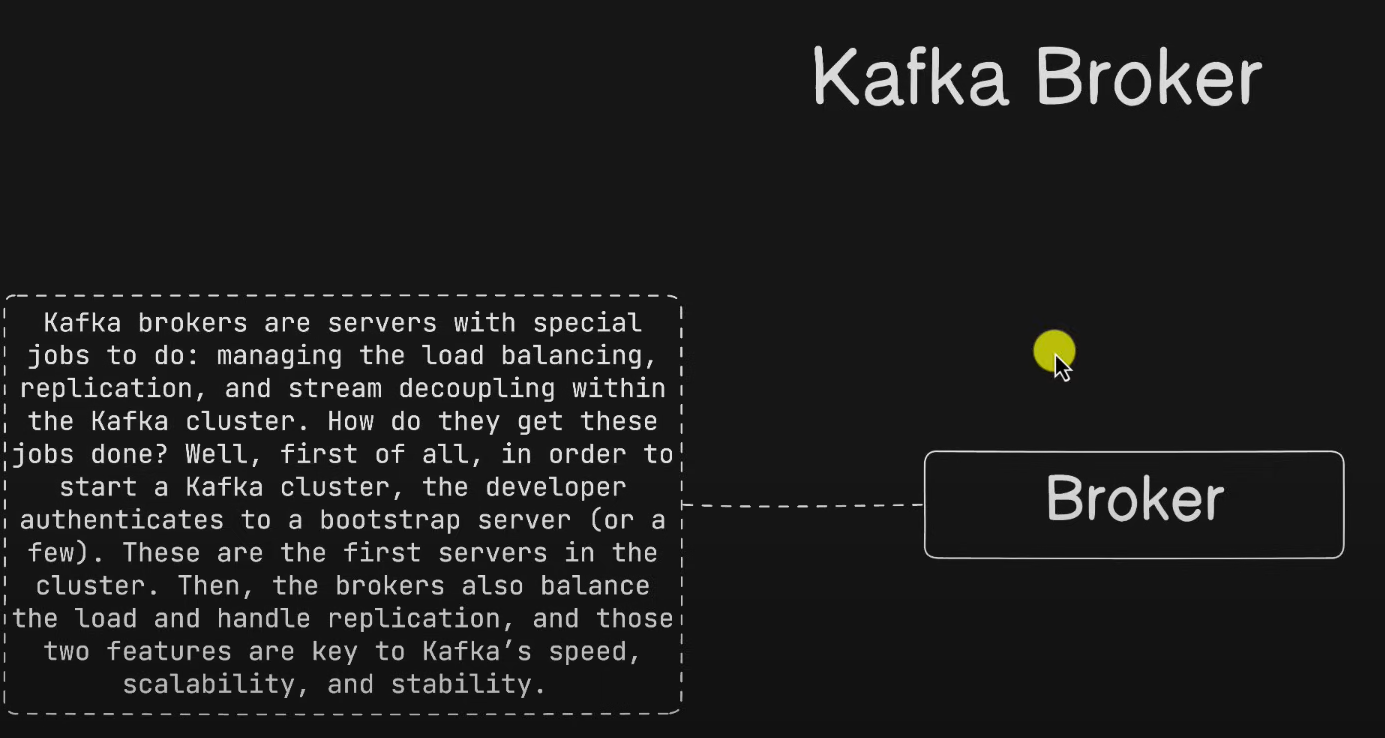 Kafka Broker
Kafka brokers are servers with special
jobs to do: managing the load balancing,
replication, and stream decoupling within
the Kafka cluster. How do they get these
jobs done? Well, first of all, in order to
start a Kafka cluster, the developer
authenticates to a bootstrap server (or a
few). These are the first servers in the
cluster. Then, the brokers also balance
the load and handle replication, and those
two features are key to Kafka’s speed,
scalability, and stability.
Broker